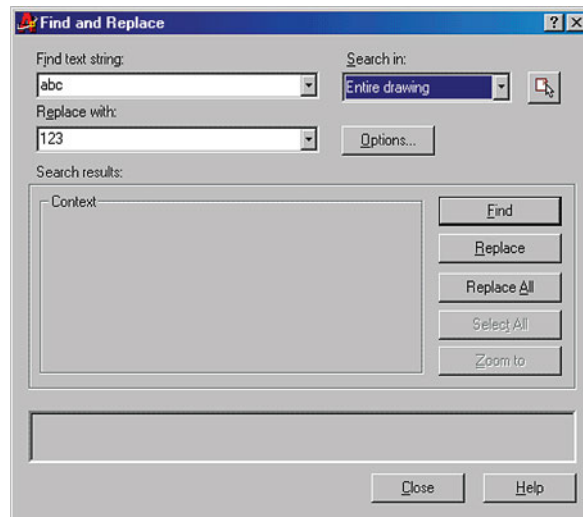 Find and Replace
Find text string:
abc
Search in:
Entire drawing
Replace with:
123
Options...
Search results:
Context
Find
Replace
Replace All
Select All
Zoom to
Close
Help